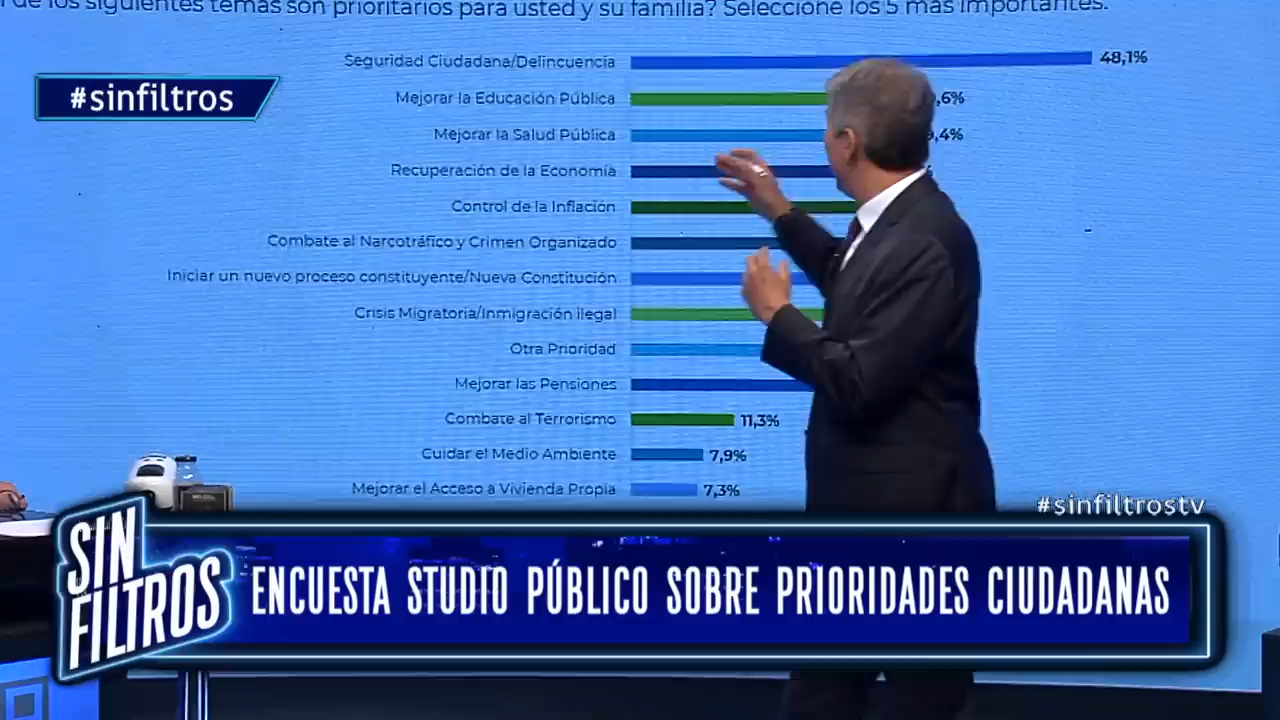 de los siguientes temas son prioritarios para usted y su familia? Seleccione los 5 más importantes.
Seguridad Ciudadana/Delincuencia 48,1%
#sinfiltros
Mejorar la Educación Pública ,6%
Mejorar la Salud Pública ,4%
Recuperación de la Economía
Control de la Inflación
Combate al Narcotráfico y Crimen Organizado
Iniciar un nuevo proceso constituyente/Nueva Constitución
Crisis Migratoria/Inmigración ilegal
Otra Prioridad
Mejorar las Pensiones
Combate al Terrorismo 11,3%
Cuidar el Medio Ambiente 7,9%
Mejorar el Acceso a Vivienda Propia 7,3%
#sinfiltrostv
SIN
FILTROS
ENCUESTA STUDIO PÚBLICO SOBRE PRIORIDADES CIUDADANAS